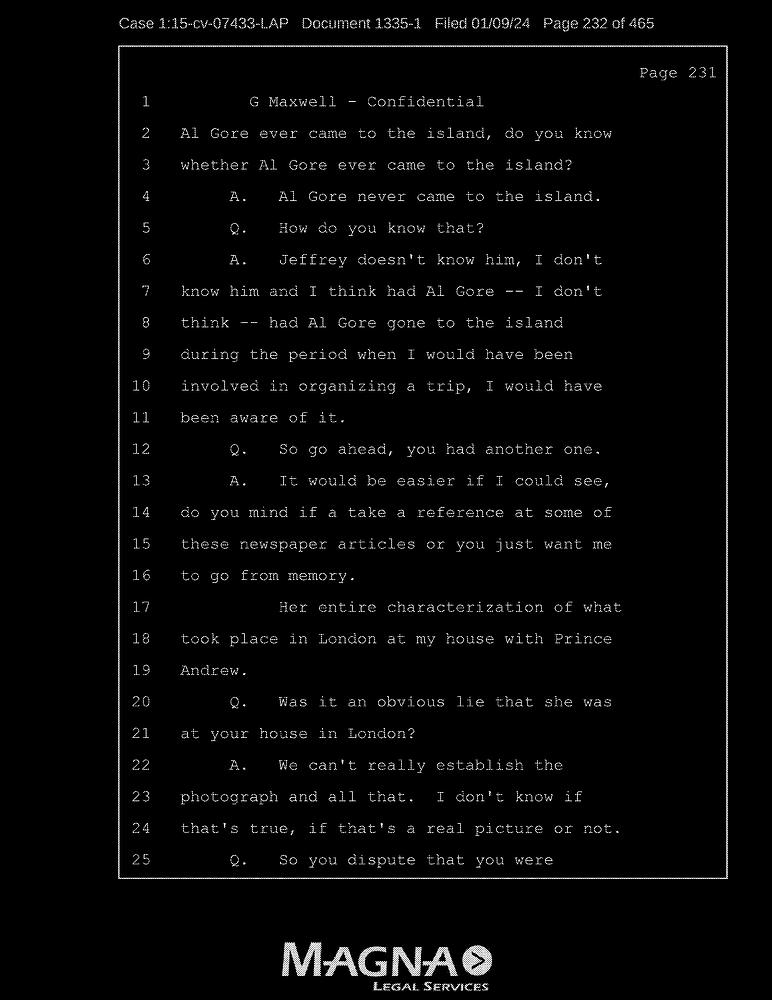 Case 1:15-cv-07433-LAP Document 1335-1 Filed 01/09/24 Page 232 of 465
Page 231
1 G Maxwell - Confidential
2 Al Gore ever came to the island, do you know
3 whether Al Gore ever came to the island?
4 A. Al Gore never came to the island.
5 Q. How do you know that?
6 A. Jeffrey doesn't know him, I don't
7 know him and I think had Al Gore -- I don't
8 think -- had Al Gore gone to the island
9 during the period when I would have been
10 involved in organizing a trip, I would have
11 been aware of it.
12 Q. So go ahead, you had another one.
13 A. It would be easier if I could see,
14 do you mind if a take a reference at some of
15 these newspaper articles or you just want me
16 to go from memory.
17 Her entire characterization of what
18 took place in London at my house with Prince
19 Andrew.
20 Q. Was it an obvious lie that she was
21 at your house in London?
22 A. We can't really establish the
23 photograph and all that. I don't know if
24 that's true, if that's a real picture or not.
25 Q. So you dispute that you were
MAGNA
LEGAL SERVICES